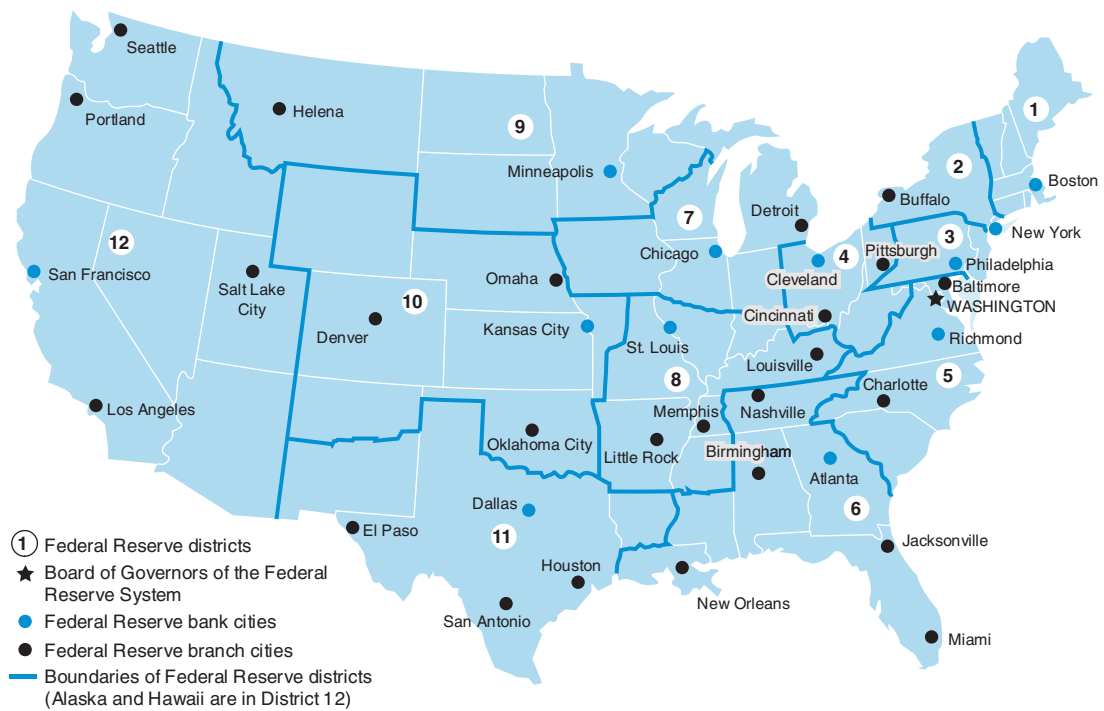 Seattle
Portland
Helena
9
1
Minneapolis
2
Boston
Buffalo
7
Detroit
12
3
New York
Chicago
4
Pittsburgh
San Francisco
Cleveland
Philadelphia
Omaha
Baltimore
Salt Lake
City
10
WASHINGTON
Denver
Kansas City
Cincinnati
St. Louis
Richmond
Louisville
8
5
Charlotte
Los Angeles
Memphis
Nashville
Oklahoma City
Little Rock
Birmingham
Atlanta
Dallas
6
El Paso
11
Jacksonville
Houston
New Orleans
San Antonio
Miami
1 Federal Reserve districts
Board of Governors of the Federal
Reserve System
Federal Reserve bank cities
Federal Reserve branch cities
Boundaries of Federal Reserve districts
(Alaska and Hawaii are in District 12)